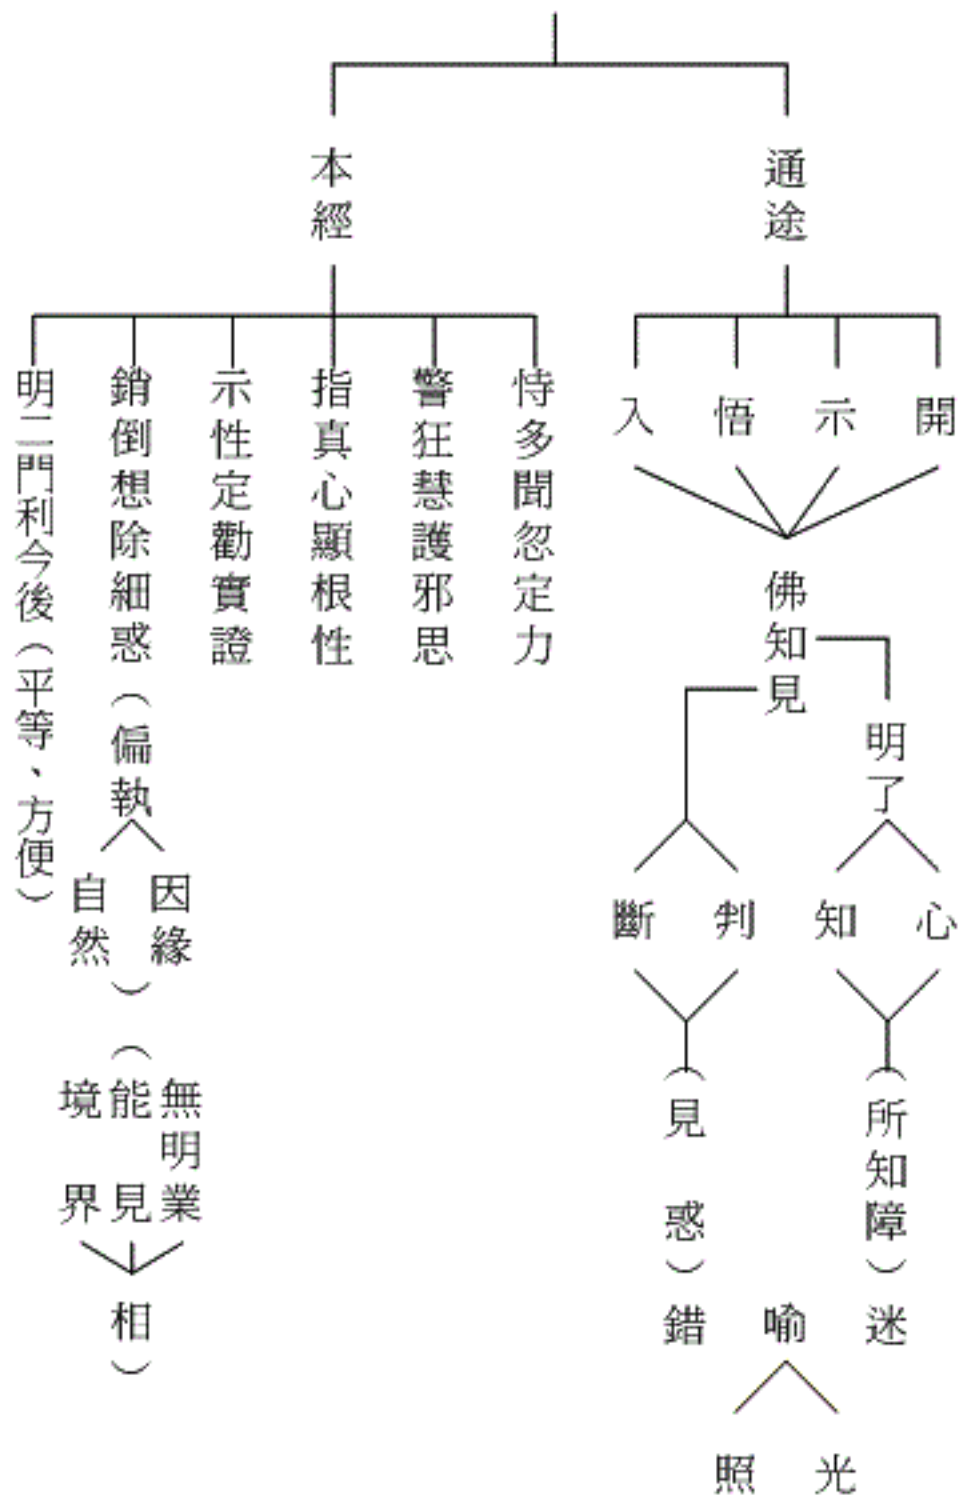 通途
開
示
悟
入
佛知見
明了
心
知
判
斷
（所知障）迷
（見惑）錯
喻
光
照
本經
恃多聞忽定力
警狂慧護邪思
指真心顯根性
示性定勸實證
銷倒想除細惑（偏執
因緣
自然
）
（
無明業
能見
境界
相）
明二門利今後（平等、方便）